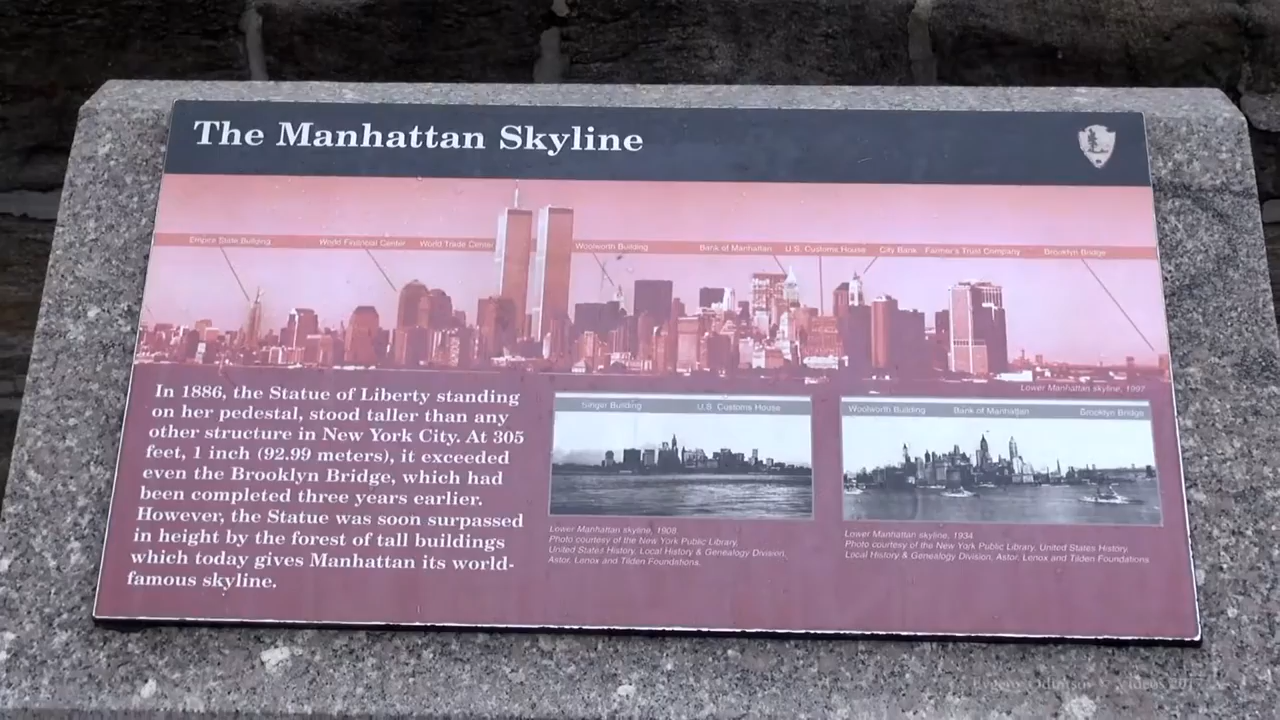 The Manhattan Skyline
Empire State Building
World Financial Center
World Trade Center
Woolworth Building
Bank of Manhattan
U.S. Customs House
City Bank Farmer's Trust Company
Brooklyn Bridge
Lower Manhattan skyline, 1997
In 1886, the Statue of Liberty standing
on her pedestal, stood taller than any
other structure in New York City. At 305
feet, 1 inch (92.99 meters), it exceeded
even the Brooklyn Bridge, which had
been completed three years earlier.
However, the Statue was soon surpassed
in height by the forest of tall buildings
which today gives Manhattan its world-
famous skyline.
Singer Building
U.S. Customs House
Lower Manhattan skyline, 1908
Photo courtesy of the New York Public Library,
United States History, Local History & Genealogy Division,
Astor, Lenox and Tilden Foundations.
Woolworth Building
Bank of Manhattan
Brooklyn Bridge
Lower Manhattan skyline, 1934
Photo courtesy of the New York Public Library, United States History,
Local History & Genealogy Division, Astor, Lenox and Tilden Foundations